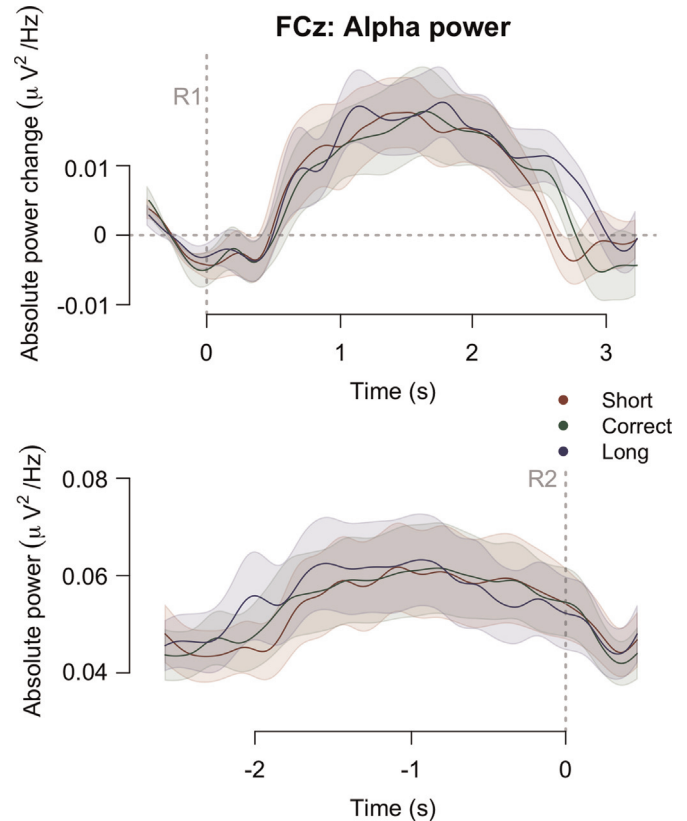 FCz: Alpha power
Absolute power change (μ V² /Hz)
R1
0.01
0
-0.01
0 1 2 3
Time (s)
Short
Correct
Long
Absolute power (μ V² /Hz)
R2
0.08
0.06
0.04
-2 -1 0
Time (s)